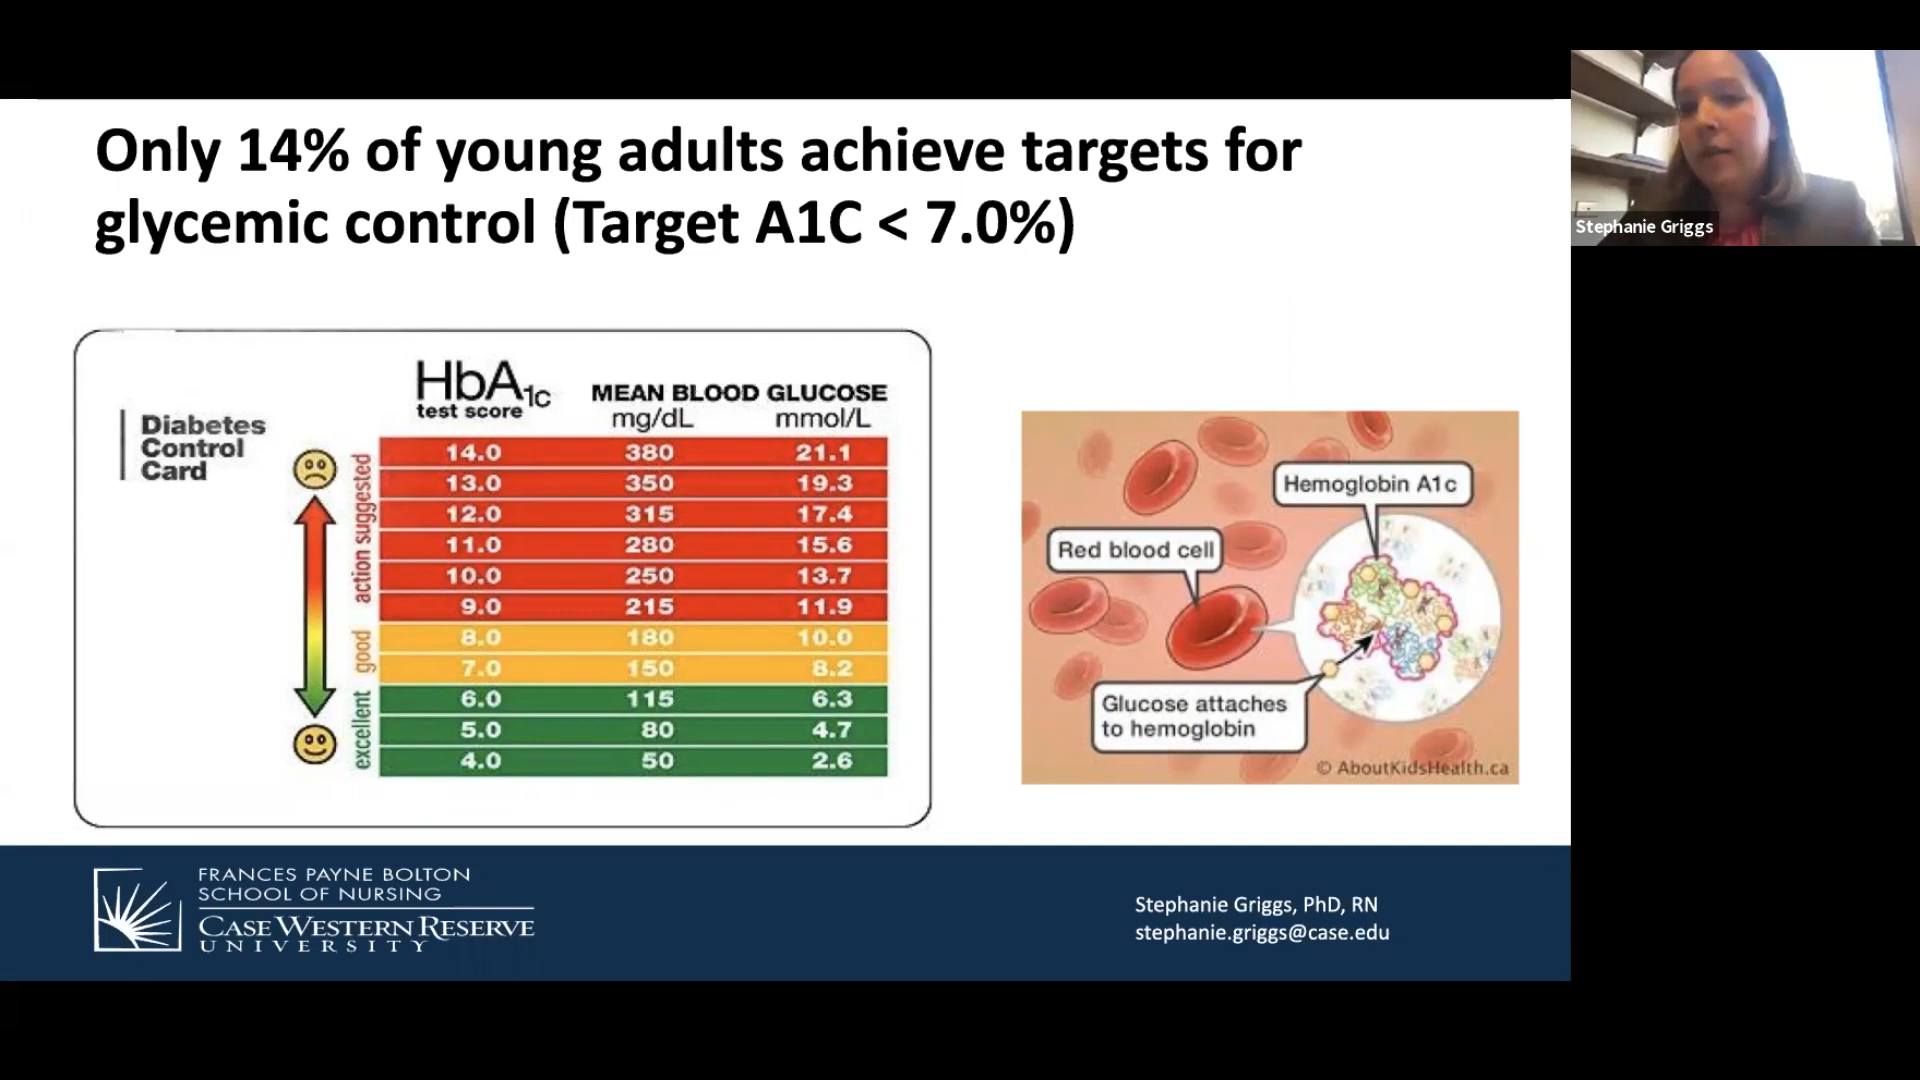 Only 14% of young adults achieve targets for
glycemic control (Target A1C < 7.0%)
Stephanie Griggs
Diabetes
Control
Card
action suggested
good
excellent
HbA1c
test score
MEAN BLOOD GLUCOSE
mg/dL mmol/L
14.0 380 21.1
13.0 350 19.3
12.0 315 17.4
11.0 280 15.6
10.0 250 13.7
9.0 215 11.9
8.0 180 10.0
7.0 150 8.2
6.0 115 6.3
5.0 80 4.7
4.0 50 2.6
Hemoglobin A1c
Red blood cell
Glucose attaches
to hemoglobin
© AboutKidsHealth.ca
FRANCES PAYNE BOLTON
SCHOOL OF NURSING
CASE WESTERN RESERVE
UNIVERSITY
Stephanie Griggs, PhD, RN
stephanie.griggs@case.edu